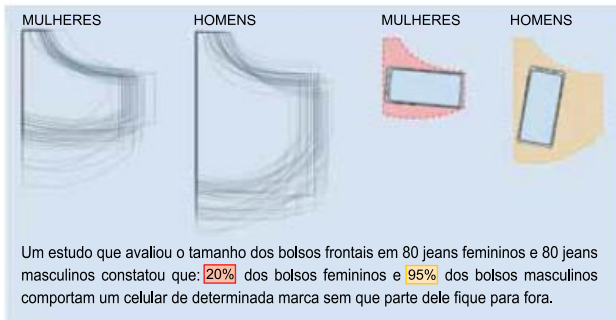 MULHERES HOMENS MULHERES HOMENS
Um estudo que avaliou o tamanho dos bolsos frontais em 80 jeans femininos e 80 jeans
masculinos constatou que: 20% dos bolsos femininos e 95% dos bolsos masculinos
comportam um celular de determinada marca sem que parte dele fique para fora.